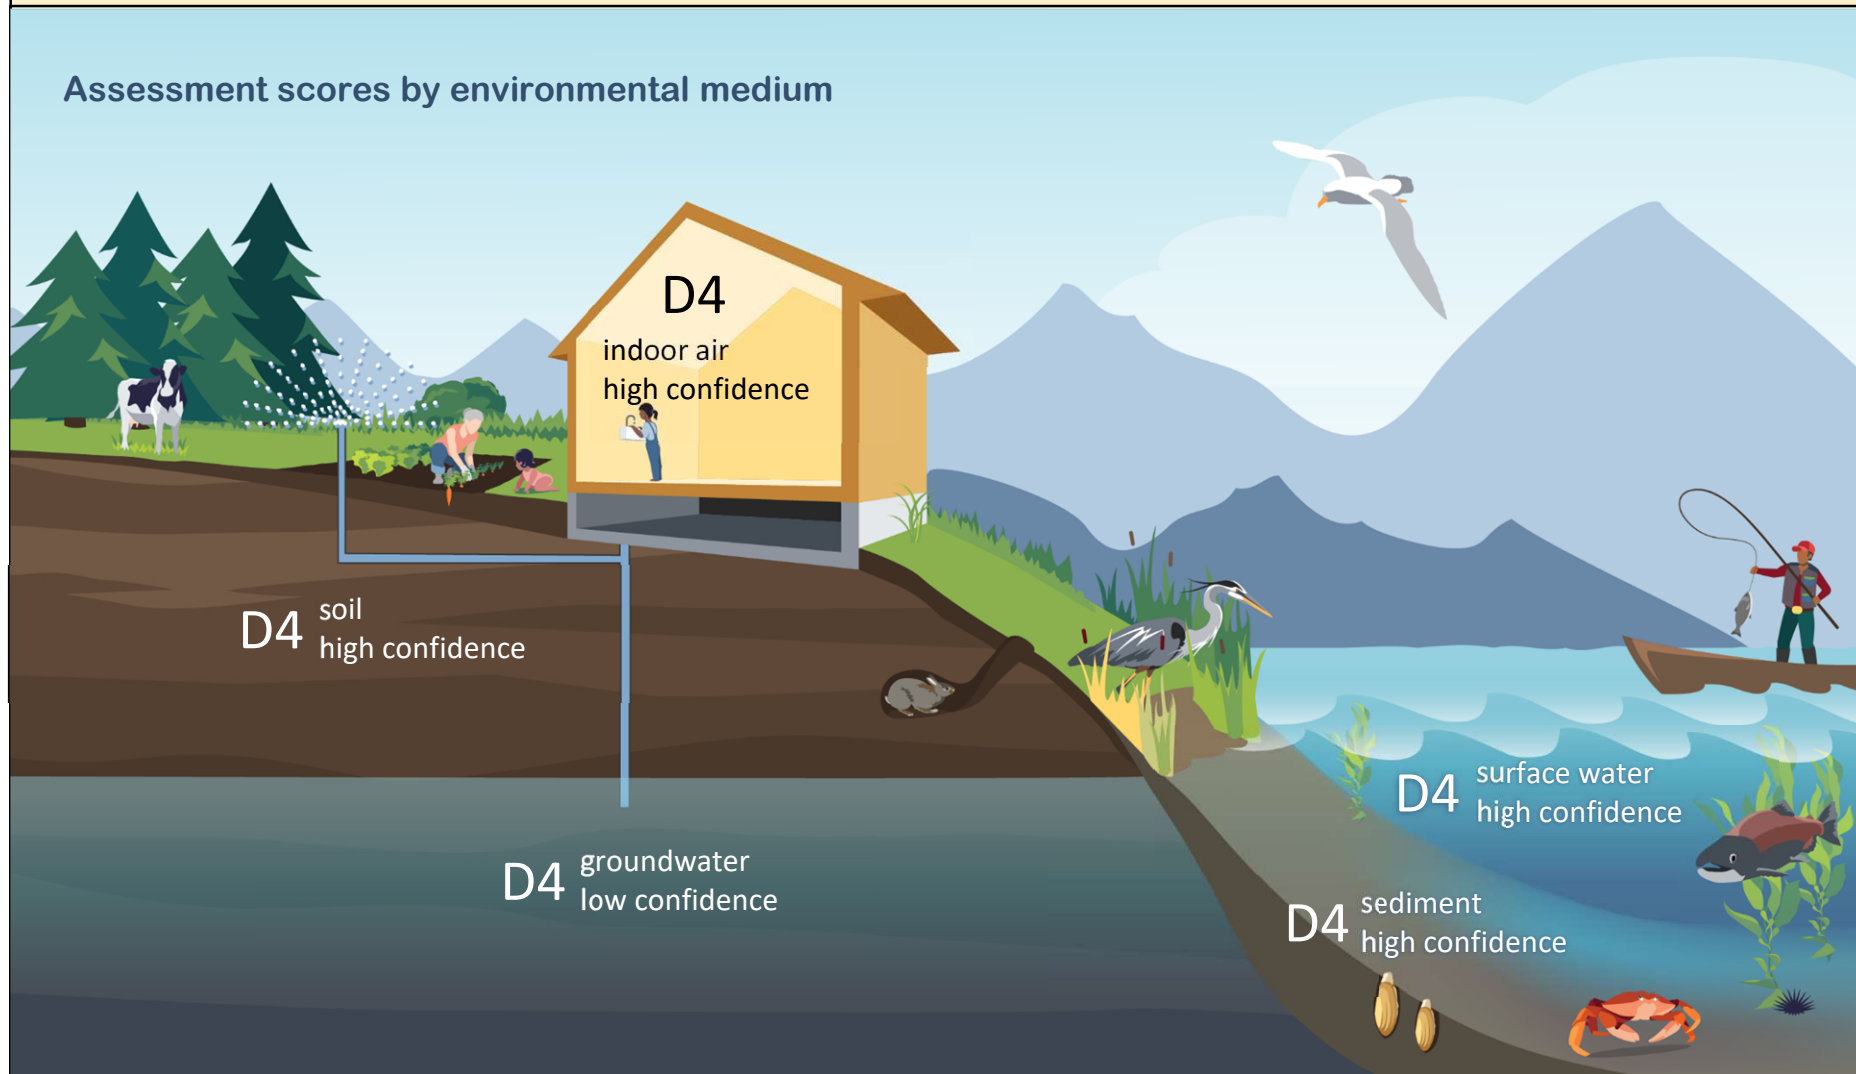 Assessment scores by environmental medium
D4
indoor air
high confidence
D4
soil
high confidence
D4
groundwater
low confidence
D4
surface water
high confidence
D4
sediment
high confidence